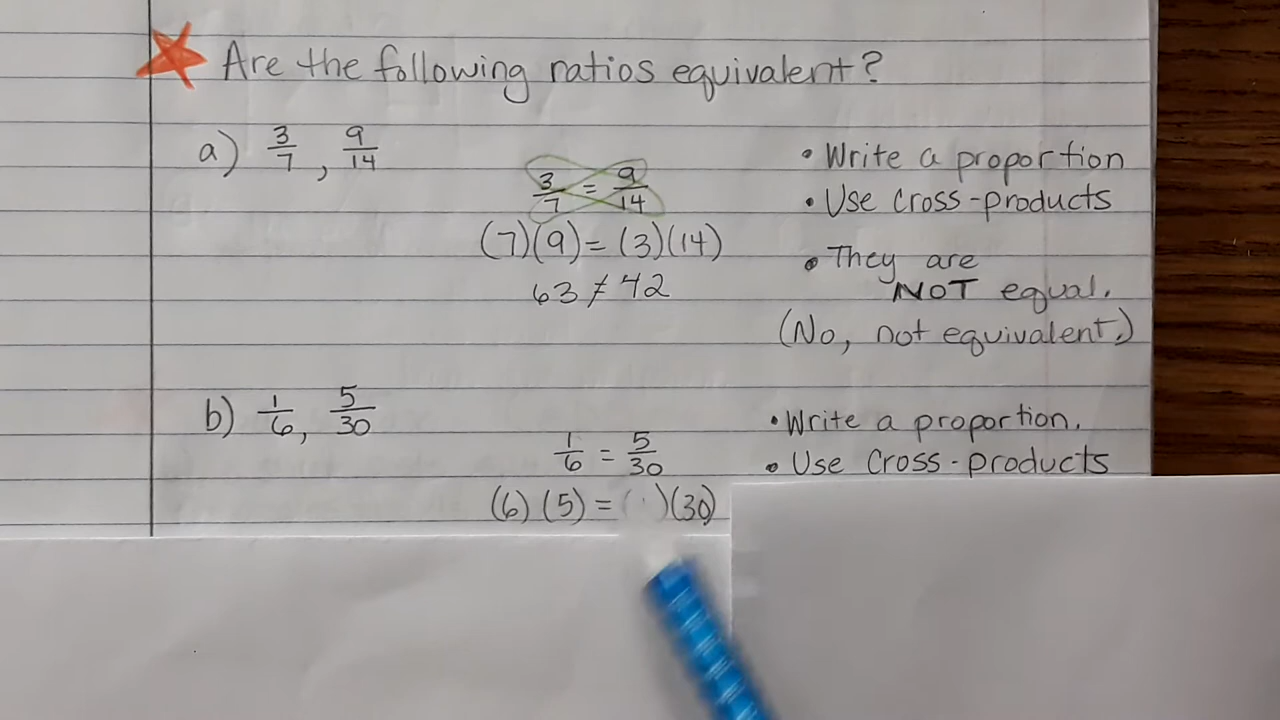 Are the following ratios equivalent?
a) 3/7, 9/14
3/7 = 9/14
(7)(9) = (3)(14)
63 ≠ 42
• Write a proportion
• Use cross-products
• They are
NOT equal.
(No, not equivalent.)
b) 1/6, 5/30
1/6 = 5/30
(6)(5) = ( )(30)
• Write a proportion.
• Use cross-products